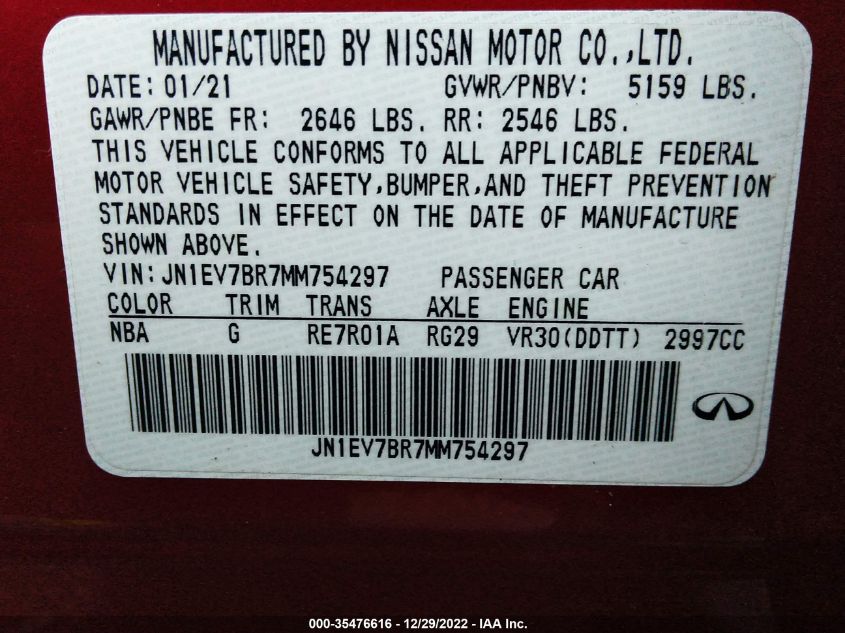 MANUFACTURED BY NISSAN MOTOR CO.,LTD.
DATE: 01/21 GVWR/PNBV: 5159 LBS.
GAWR/PNBE FR: 2646 LBS. RR: 2546 LBS.
THIS VEHICLE CONFORMS TO ALL APPLICABLE FEDERAL
MOTOR VEHICLE SAFETY,BUMPER,AND THEFT PREVENTION
STANDARDS IN EFFECT ON THE DATE OF MANUFACTURE
SHOWN ABOVE.
VIN:JN1EV7BR7MM754297 PASSENGER CAR
COLOR TRIM TRANS AXLE ENGINE
NBA G RE7R01A RG29 VR30(DDTT) 2997CC
JN1EV7BR7MM754297
000-35476616 - 12/29/2022 - IAA Inc.